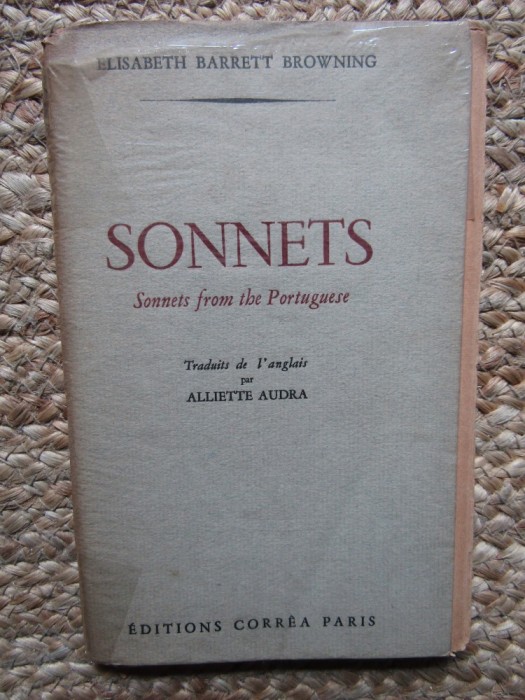 ELISABETH BARRETT BROWNING
SONNETS
Sonnets from the Portuguese
Traduits de l'anglais
par
ALLIETTE AUDRA
ÉDITIONS CORRÊA PARIS